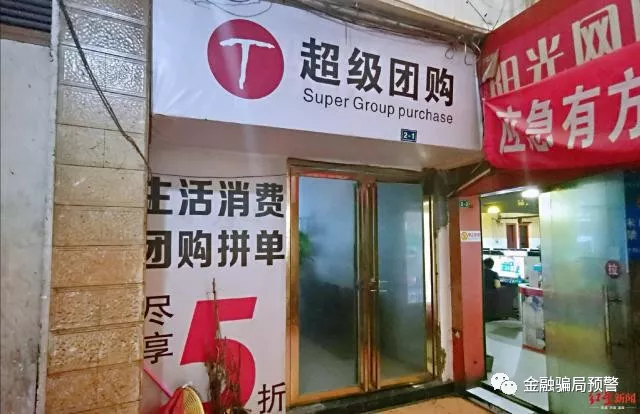 T 超级团购
Super Group purchase
2-1
生活消费
团购拼单
尽享5折
阳光网
应急有方
拉
金融骗局预警
红星新闻